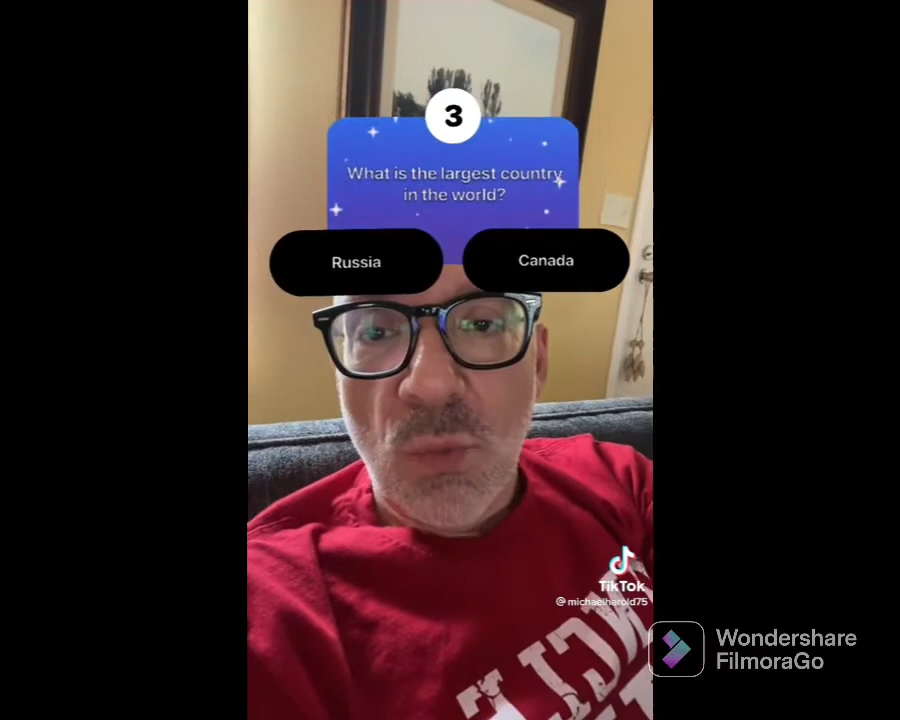 3
What is the largest country
in the world?
Russia
Canada
TikTok
@michaelharold75
Wondershare
FilmoraGo